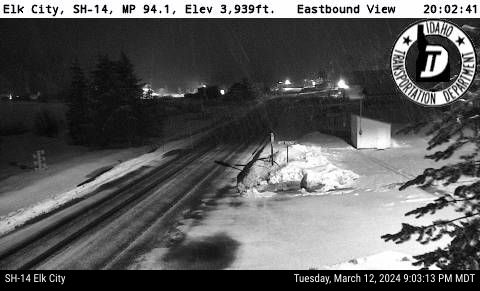 Elk City, SH-14, MP 94.1, Elev 3,939ft. Eastbound View 20:02:41
IDAHO
TRANSPORTATION DEPARTMENT
SH-14 Elk City Tuesday, March 12, 2024 9:03:13 PM MDT